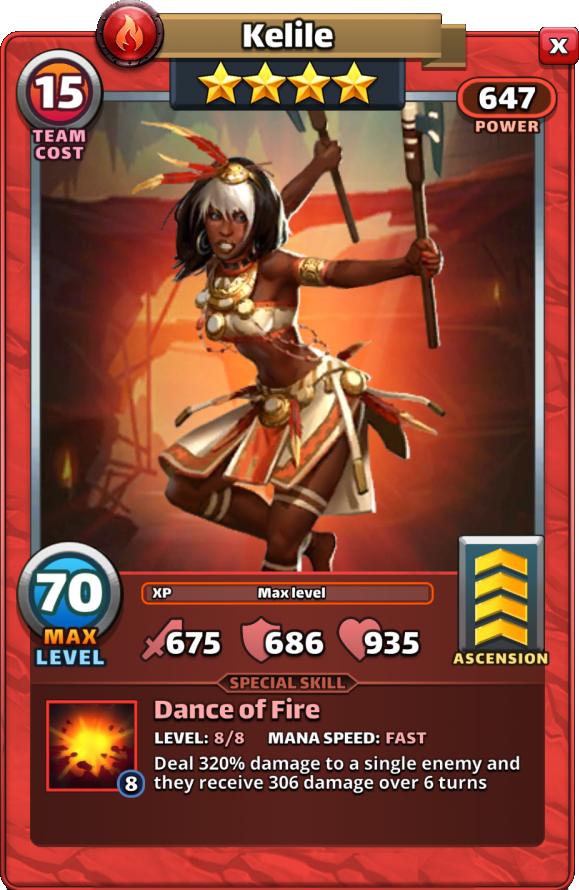 Kelile
X
15
TEAM
COST
647
POWER
70
MAX
LEVEL
XP Max level
675 686 935
ASCENSION
SPECIAL SKILL
Dance of Fire
LEVEL: 8/8 MANA SPEED: FAST
Deal 320% damage to a single enemy and
they receive 306 damage over 6 turns
8